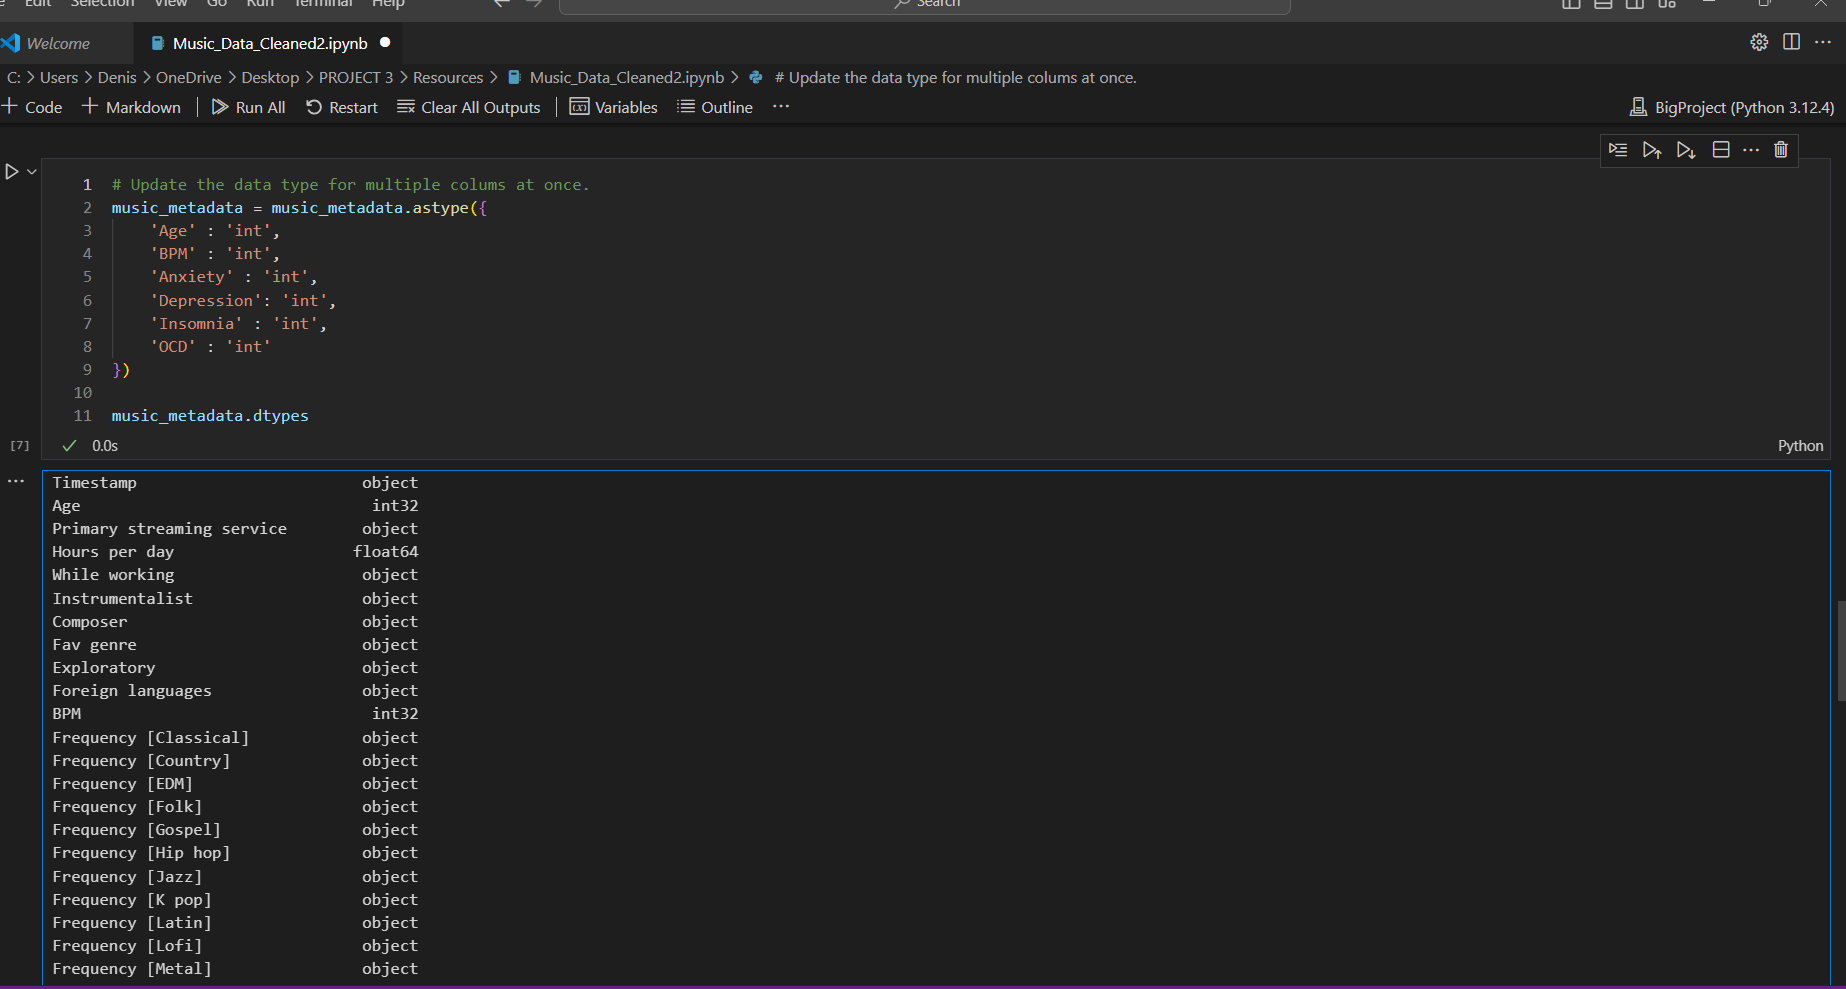 Edit Selection View Go Run Terminal Help Search
Welcome Music_Data_Cleaned2.ipynb
C: > Users > Denis > OneDrive > Desktop > PROJECT 3 > Resources > Music_Data_Cleaned2.ipynb > # Update the data type for multiple colums at once.
+ Code + Markdown Run All Restart Clear All Outputs Variables Outline ... BigProject (Python 3.12.4)
1 # Update the data type for multiple colums at once.
2 music_metadata = music_metadata.astype({
3 'Age' : 'int',
4 'BPM' : 'int',
5 'Anxiety' : 'int',
6 'Depression': 'int',
7 'Insomnia' : 'int',
8 'OCD' : 'int'
9 })
10
11 music_metadata.dtypes
[7] 0.0s Python
Timestamp object
Age int32
Primary streaming service object
Hours per day float64
While working object
Instrumentalist object
Composer object
Fav genre object
Exploratory object
Foreign languages object
BPM int32
Frequency [Classical] object
Frequency [Country] object
Frequency [EDM] object
Frequency [Folk] object
Frequency [Gospel] object
Frequency [Hip hop] object
Frequency [Jazz] object
Frequency [K pop] object
Frequency [Latin] object
Frequency [Lofi] object
Frequency [Metal] object